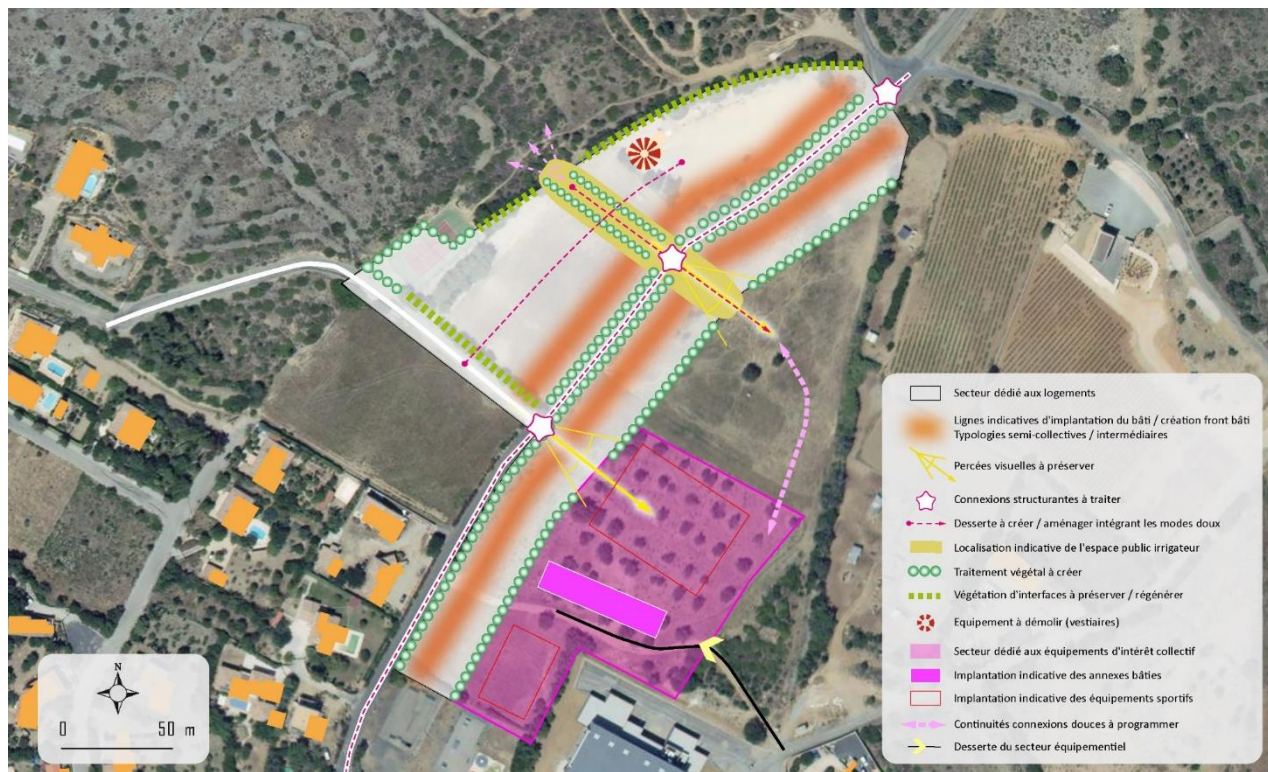 Secteur dédié aux logements
Lignes indicatives d'implantation du bâti / création front bâti
Typologies semi-collectives / intermédiaires
Percées visuelles à préserver
Connexions structurantes à traiter
Desserte à créer / aménager intégrant les modes doux
Localisation indicative de l'espace public irrigateur
Traitement végétal à créer
Végétation d'interfaces à préserver / régénérer
Equipement à démolir (vestiaires)
Secteur dédié aux équipements d'intérêt collectif
Implantation indicative des annexes bâties
Implantation indicative des équipements sportifs
Continuités connexions douces à programmer
Desserte du secteur équipementiel
N
0 50 m